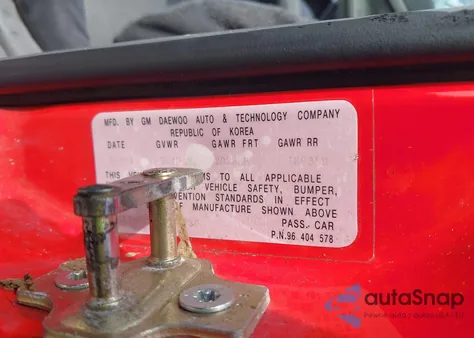 MFD. BY GM DAEWOO AUTO & TECHNOLOGY COMPANY
REPUBLIC OF KOREA
DATE GVWR GAWR FRT GAWR RR
THIS TO ALL APPLICABLE
VEHICLE SAFETY, BUMPER,
STANDARDS IN EFFECT
MANUFACTURE SHOWN ABOVE
PASS. CAR
P.N.96 404 578
autoSnap